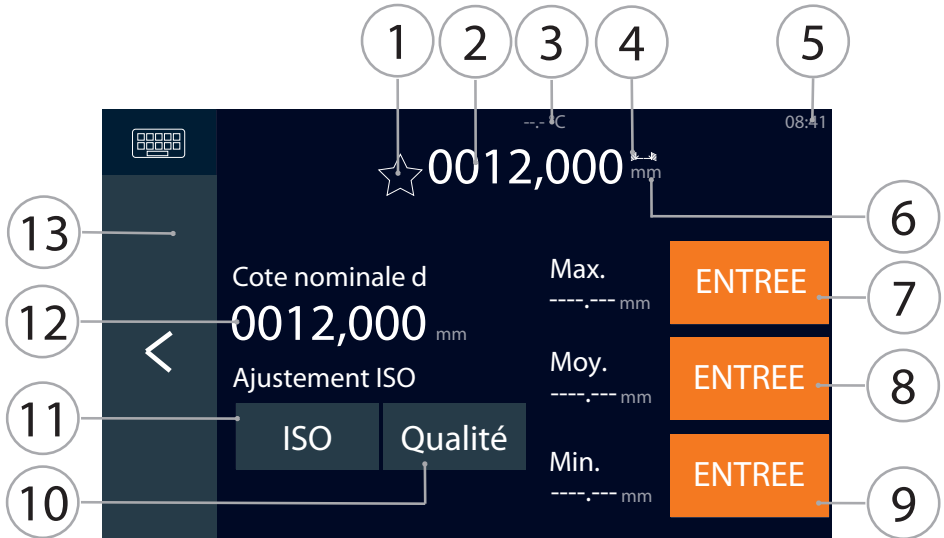 1 2 3 4 5
--.- °C 08:41
0012,000 mm
6
13
Cote nominale d
Max.
ENTREE
----.--- mm
7
12
0012,000 mm
Moy.
ENTREE
----.--- mm
8
Ajustement ISO
11
ISO Qualité
Min.
ENTREE
----.--- mm
10
9